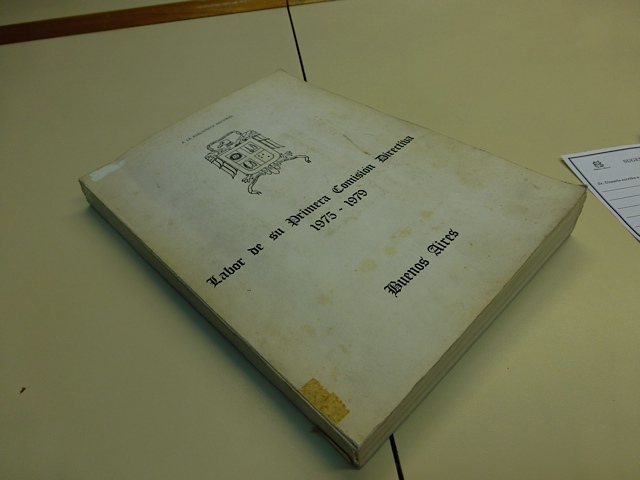 Labor de su Primera Comisión Directiva
1975 - 1979
Buenos Aires